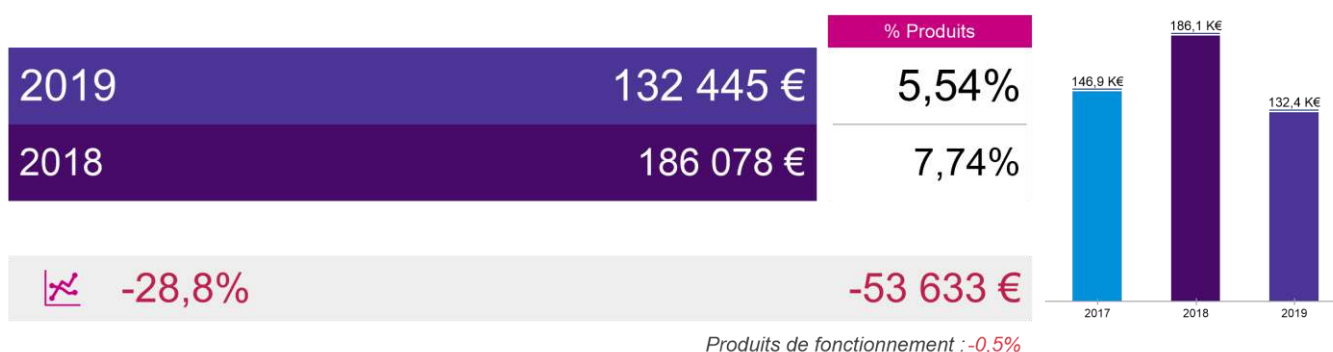 % Produits
2019 132 445 € 5,54%
2018 186 078 € 7,74%
-28,8% -53 633 €
Produits de fonctionnement : -0,5%
186,1 K€
146,9 K€
132,4 K€
2017 2018 2019